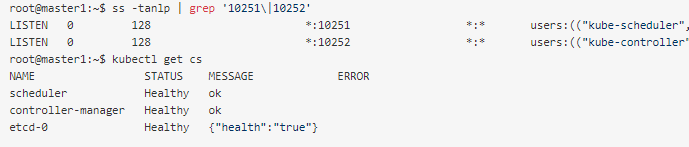 root@master1:~$ ss -tanlp | grep '10251\|10252'
LISTEN 0 128 *:10251 *:* users:(("kube-scheduler",
LISTEN 0 128 *:10252 *:* users:(("kube-controller"
root@master1:~$ kubectl get cs
NAME STATUS MESSAGE ERROR
scheduler Healthy ok
controller-manager Healthy ok
etcd-0 Healthy {"health":"true"}